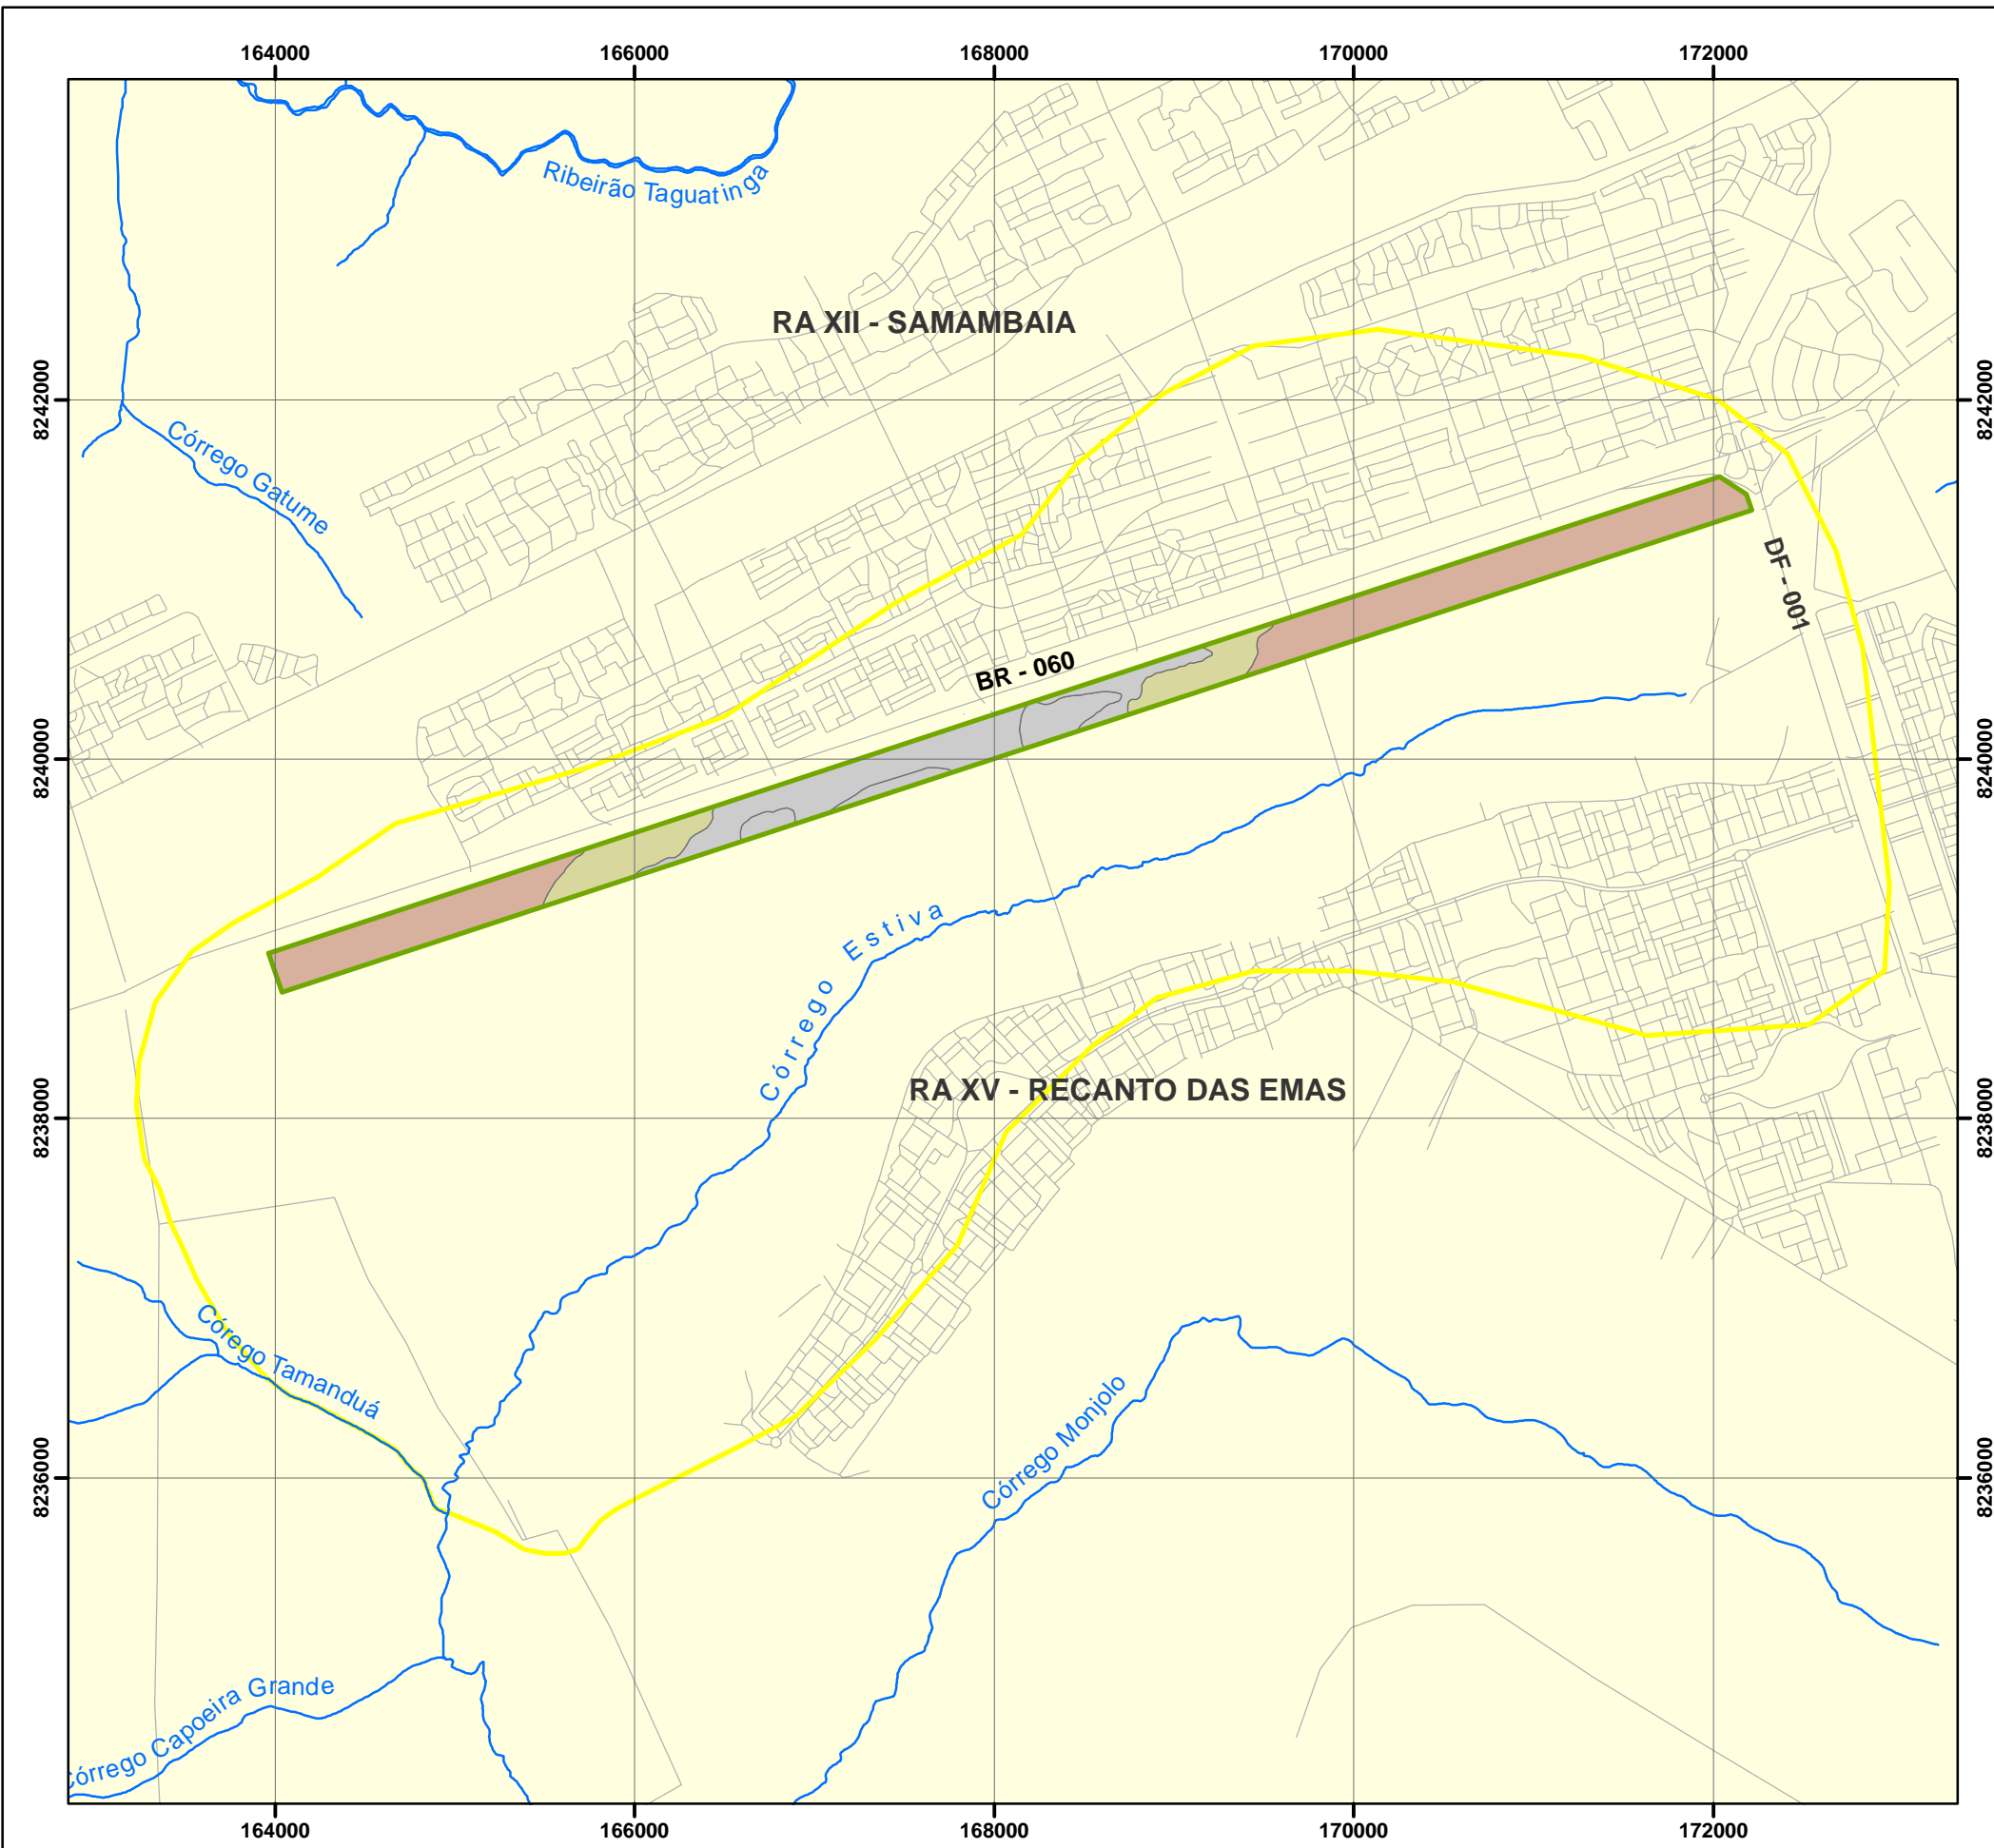 164000 166000 168000 170000 172000
Ribeirão Taguatinga
RA XII - SAMAMBAIA
8242000 8242000
Córrego Gatume
DF - 001
BR - 060
8240000 8240000
Córrego Estiva
RA XV - RECANTO DAS EMAS
8238000 8238000
Córego Tamanduá
Córrego Monjolo
8236000 8236000
Córrego Capoeira Grande
164000 166000 168000 170000 172000